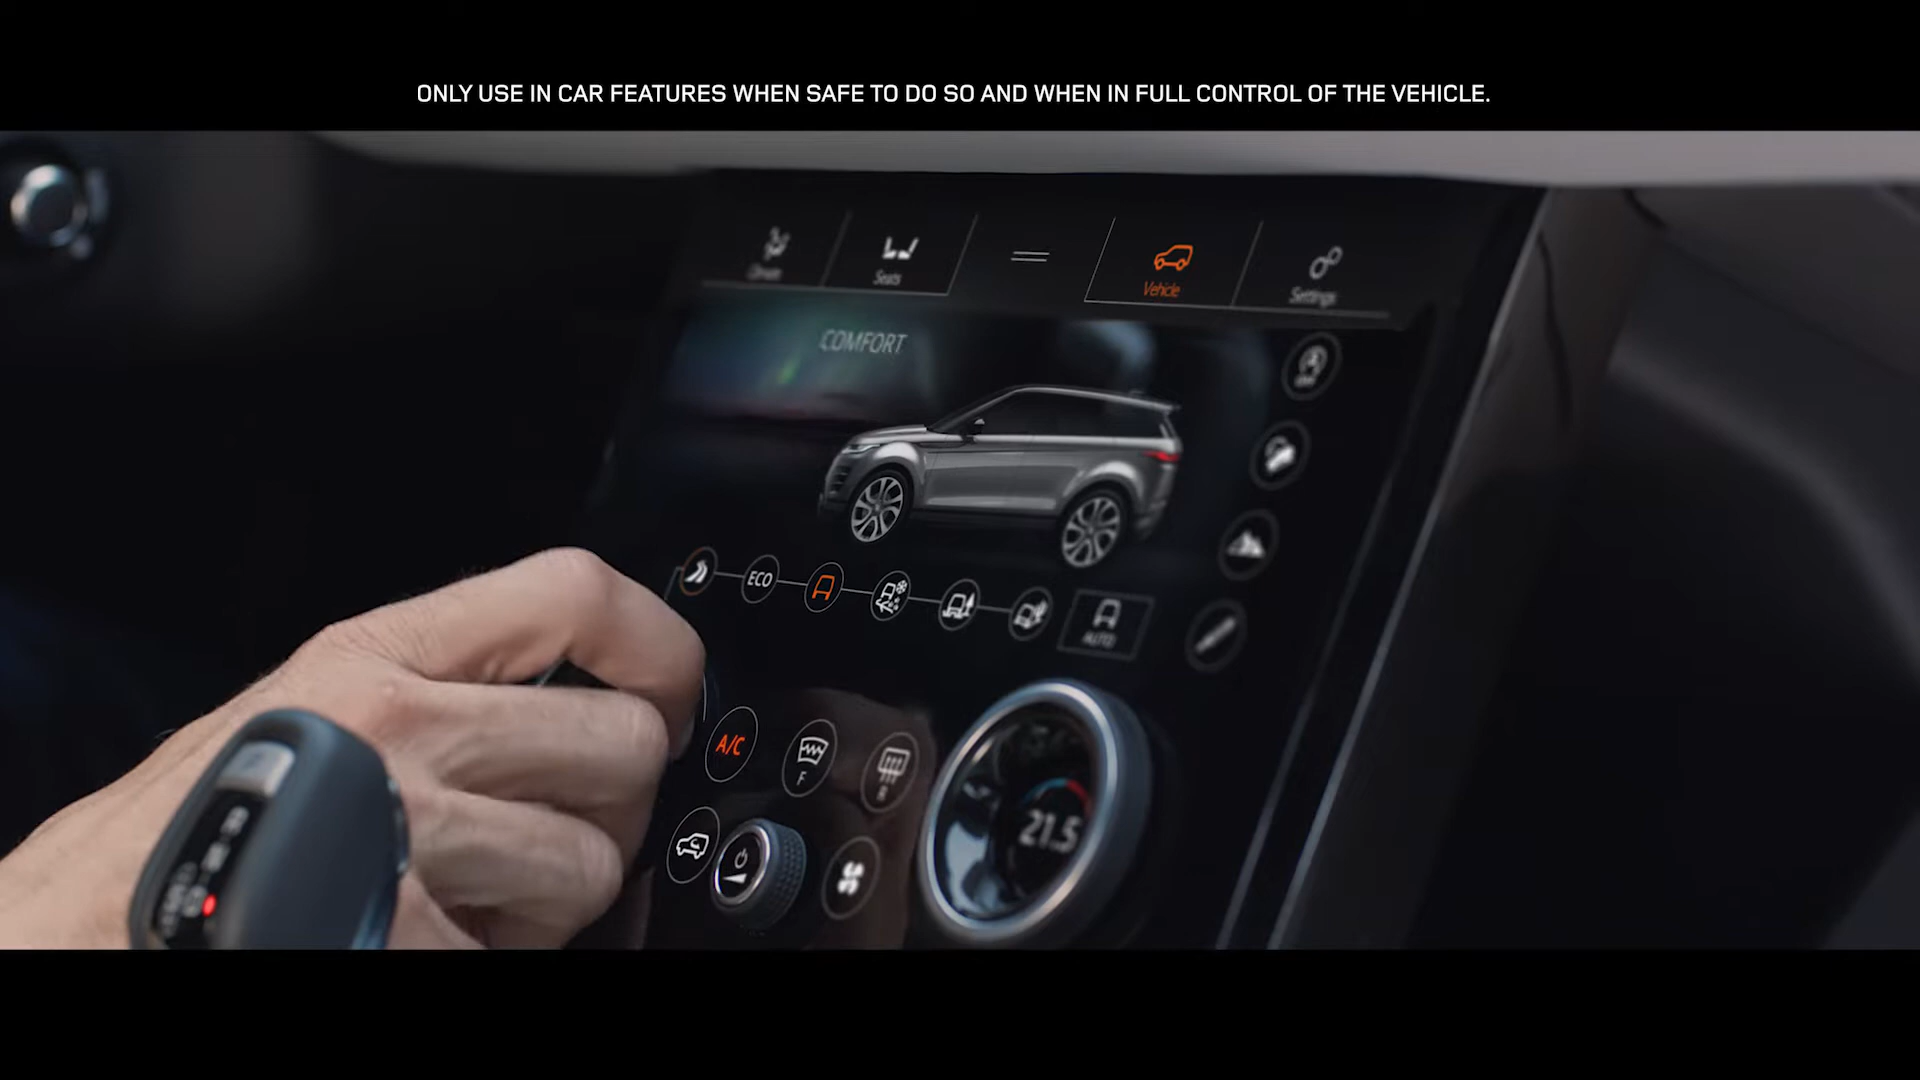 ONLY USE IN CAR FEATURES WHEN SAFE TO DO SO AND WHEN IN FULL CONTROL OF THE VEHICLE.
Climate
Seats
Vehicle
Settings
COMFORT
ECO
AUTO
A/C
F
R
21.5
R
N
D